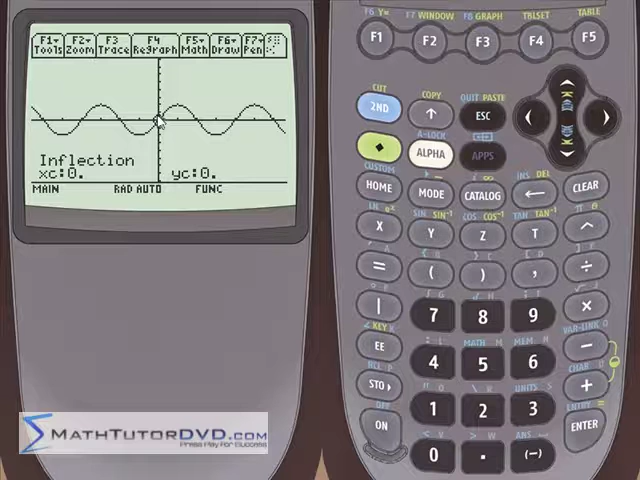 F1▾ F2▾ F3 F4 F5▾ F6▾ F7▾
Tools Zoom Trace Regraph Math Draw Pen
Inflection
xc:0. yc:0.
MAIN RAD AUTO FUNC
MATHTUTORDVD.COM
Press Play For Success
F6 Y= F7 WINDOW F8 GRAPH TBLSET TABLE
F1 F2 F3 F4 F5
CUT COPY QUIT PASTE
2ND ↑ ESC
A-LOCK
◆ ALPHA APPS
CUSTOM INS DEL
HOME MODE CATALOG ← CLEAR
LN eˣ SIN SIN⁻¹ COS COS⁻¹ TAN TAN⁻¹ π θ
X Y Z T ^
= ( ) , ÷
| 7 8 9 ×
∠ KEY K MATH M MEM N VAR-LINK O
EE 4 5 6 −
RCL P UNITS S CHAR
STO▸ 1 2 3 +
OFF < V > W ANS ENTRY =
ON 0 . (−) ENTER